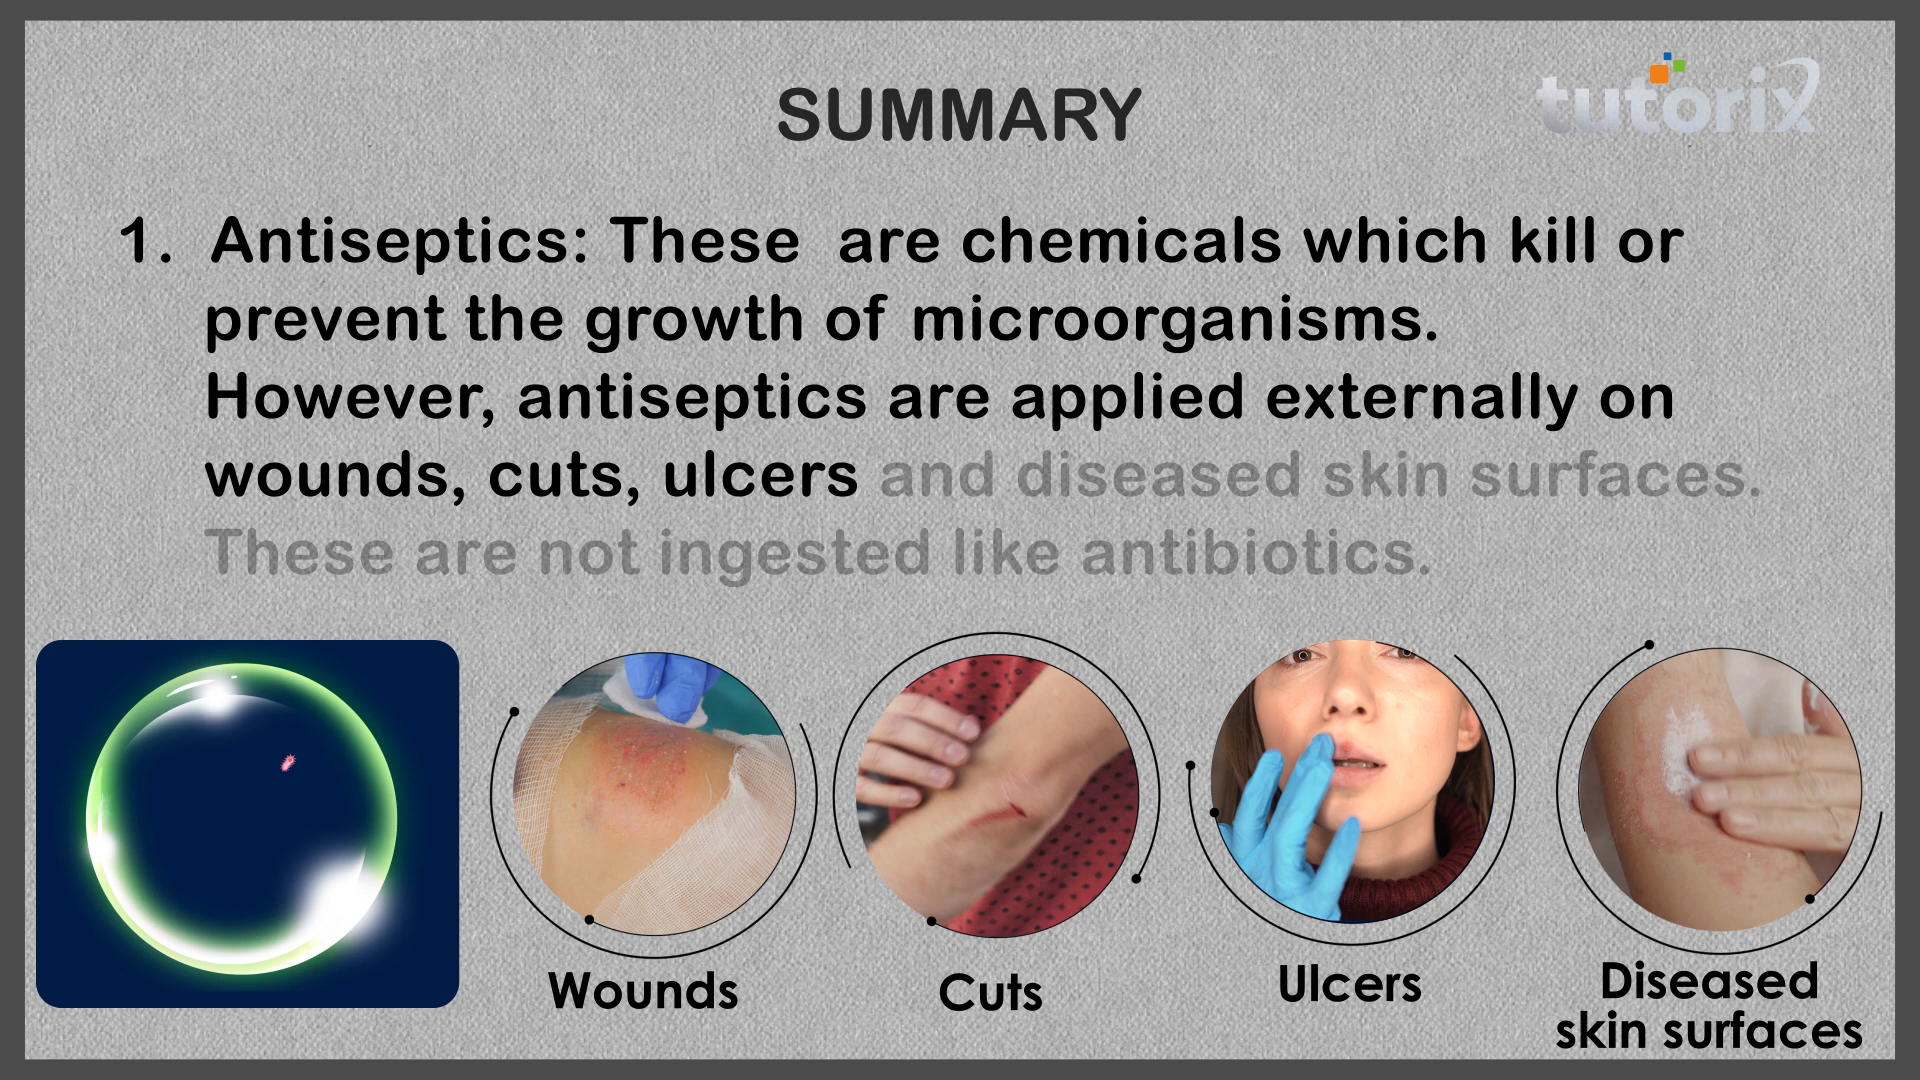 tutorix
SUMMARY
1. Antiseptics: These are chemicals which kill or
prevent the growth of microorganisms.
However, antiseptics are applied externally on
wounds, cuts, ulcers and diseased skin surfaces.
These are not ingested like antibiotics.
Wounds
Cuts
Ulcers
Diseased
skin surfaces